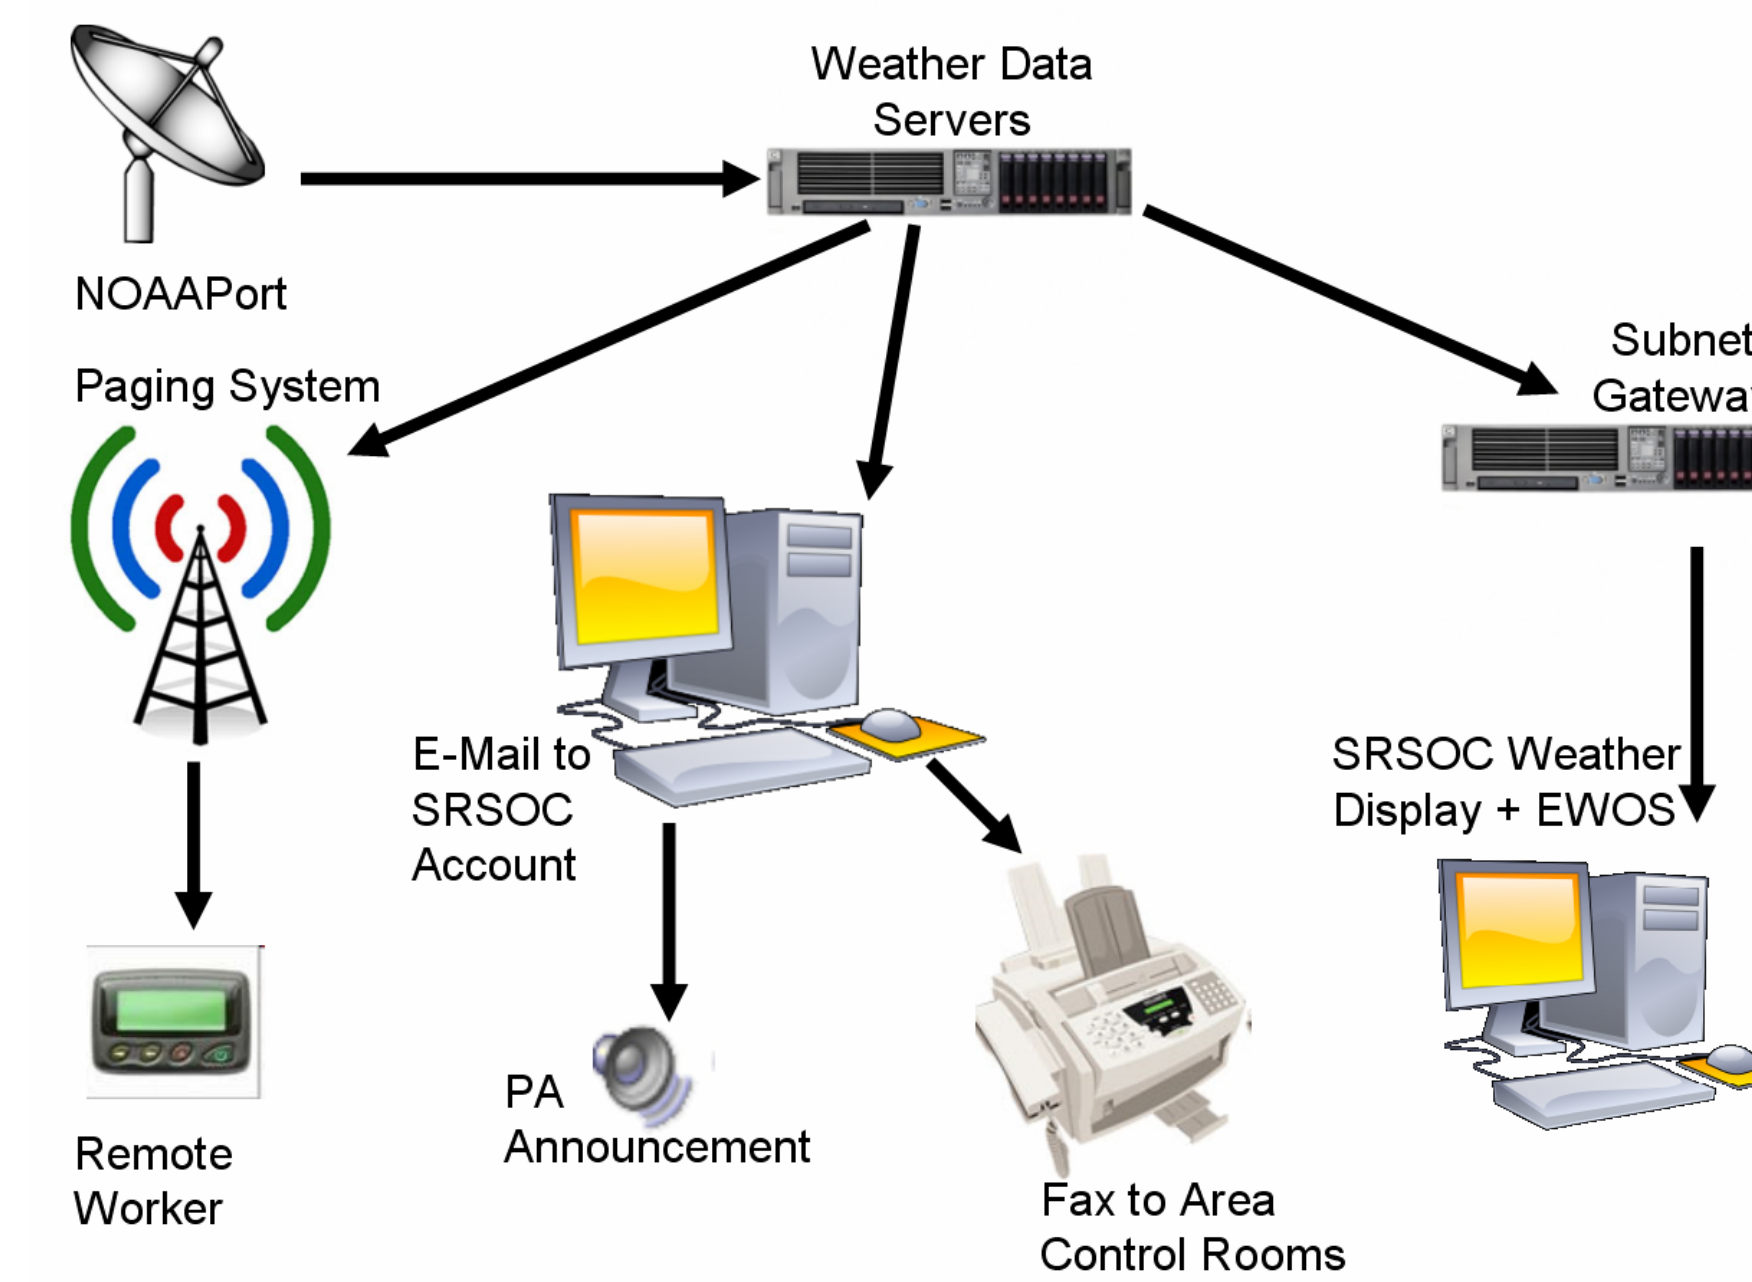 Weather Data
Servers
NOAAPort
Paging System
Subnet
E-Mail to
SRSOC
Account
SRSOC Weather
Display + EWOS
PA
Announcement
Remote
Worker
Fax to Area
Control Rooms